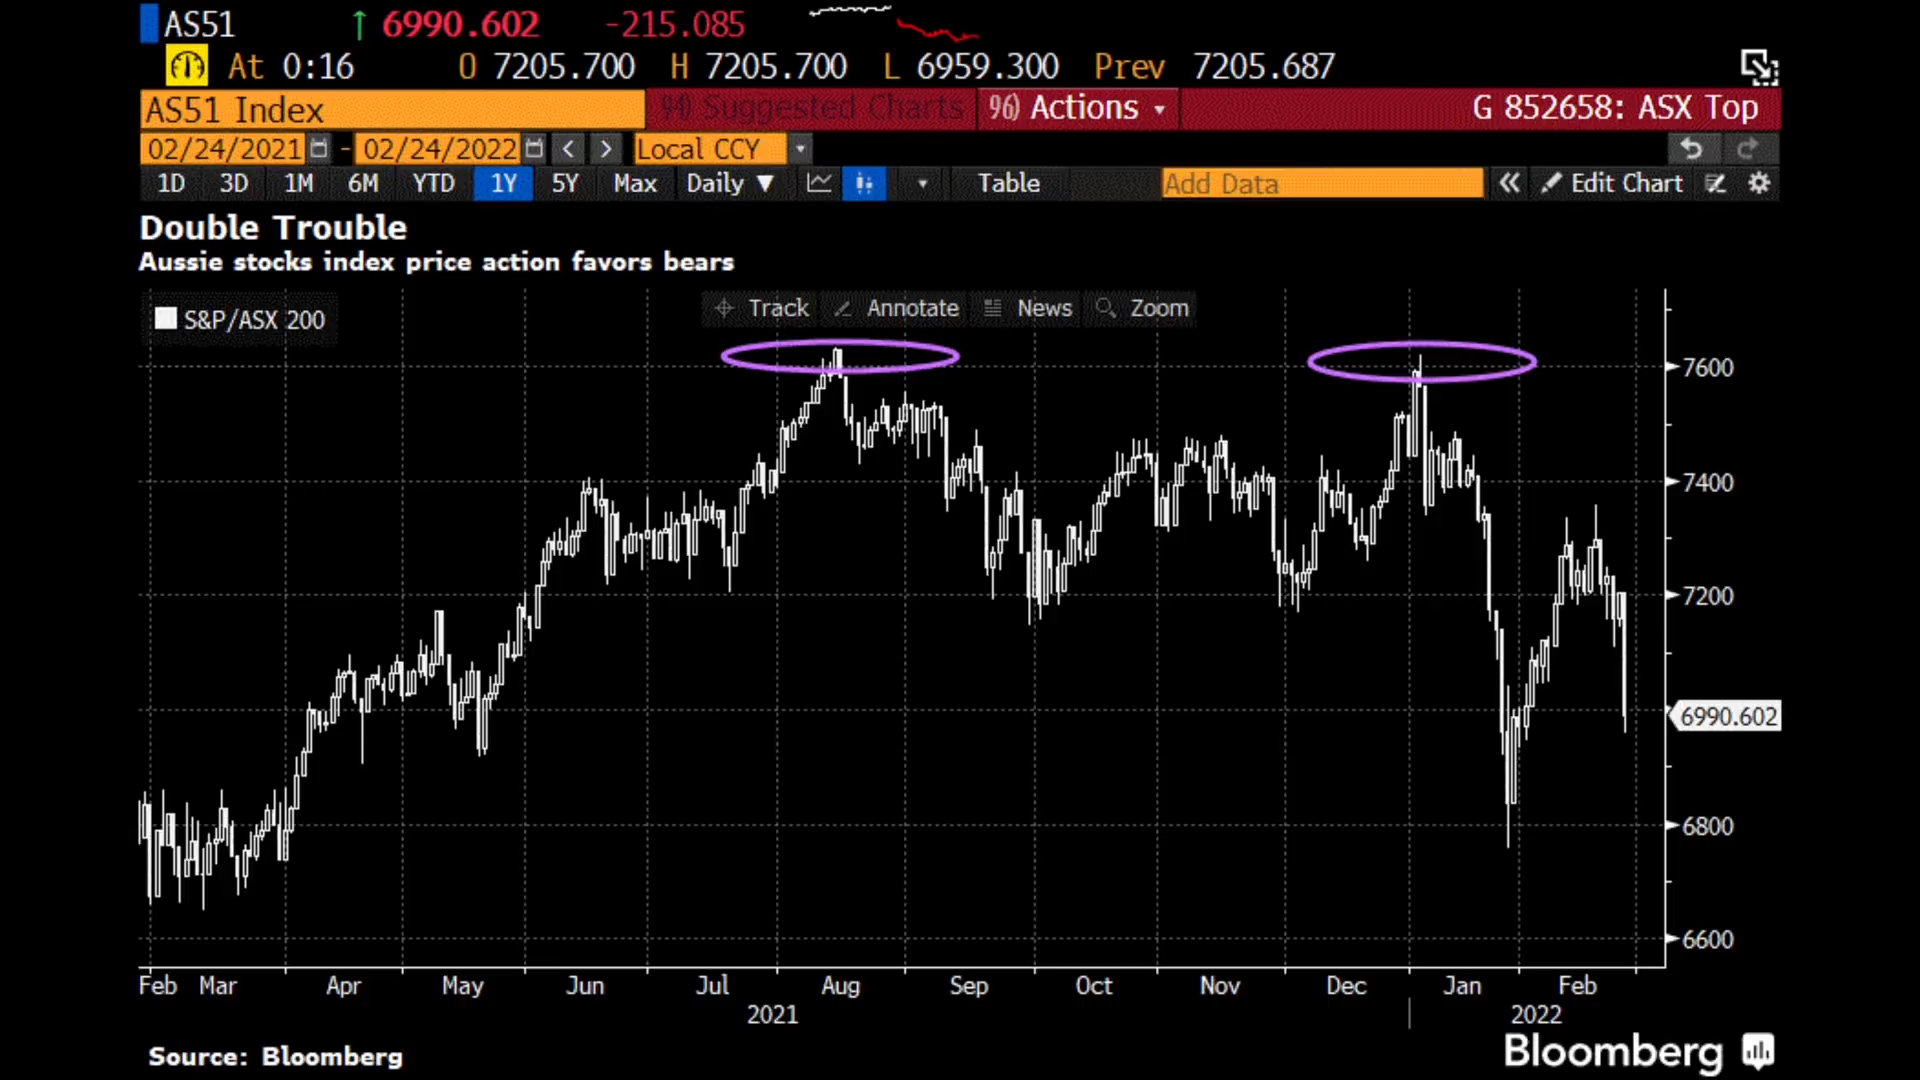 AS51 ↑ 6990.602 -215.085
At 0:16 O 7205.700 H 7205.700 L 6959.300 Prev 7205.687
AS51 Index 94) Suggested Charts 96) Actions ▾ G 852658: ASX Top
02/24/2021 - 02/24/2022 < > Local CCY ▾
1D 3D 1M 6M YTD 1Y 5Y Max Daily ▼ ▾ Table Add Data « Edit Chart
Double Trouble
Aussie stocks index price action favors bears
S&P/ASX 200
Track Annotate News Zoom
7600
7400
7200
6990.602
6800
6600
Feb Mar Apr May Jun Jul Aug Sep Oct Nov Dec Jan Feb
2021 2022
Source: Bloomberg
Bloomberg